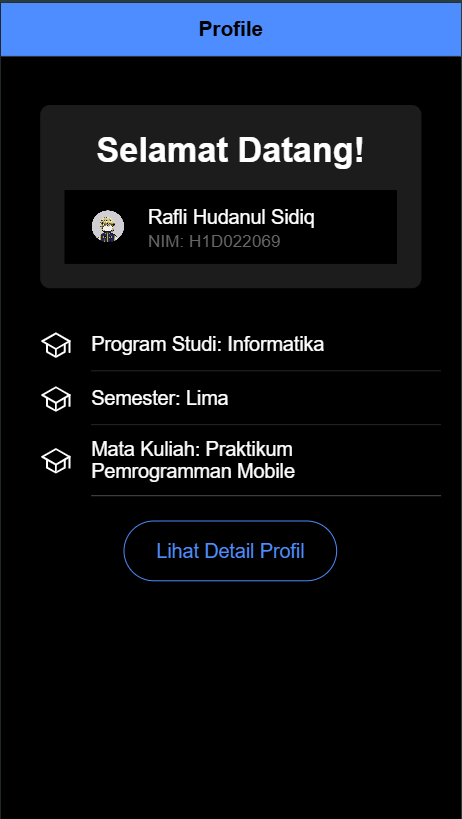 Profile
Selamat Datang!
Rafli Hudanul Sidiq
NIM: H1D022069
Program Studi: Informatika
Semester: Lima
Mata Kuliah: Praktikum
Pemrogramman Mobile
Lihat Detail Profil